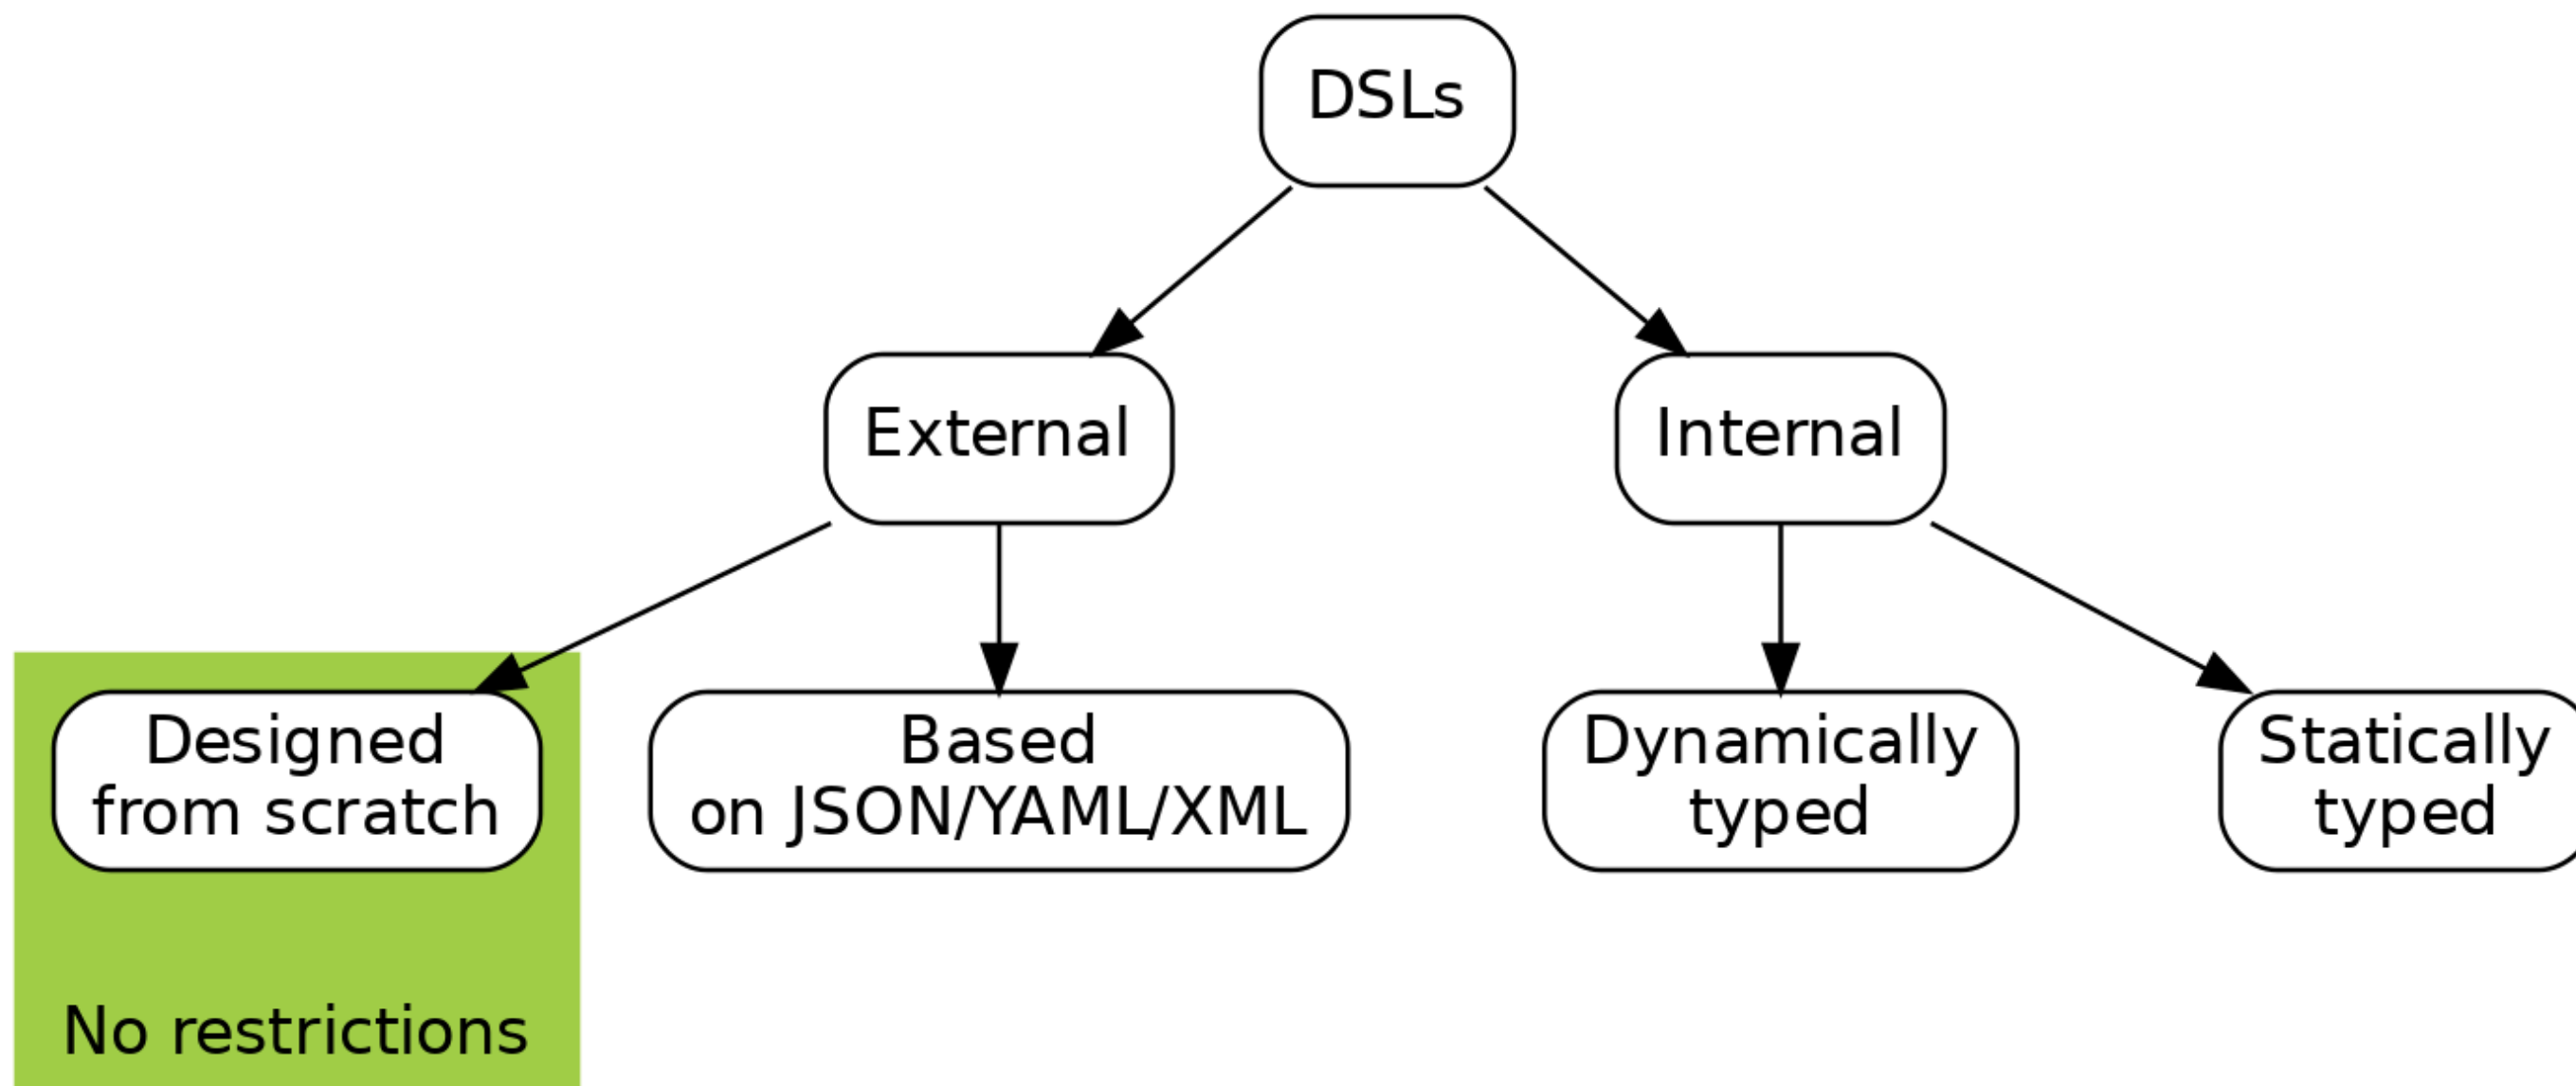 DSLs
External
Internal
Designed
from scratch
Based
on JSON/YAML/XML
Dynamically
typed
Statically
typed
No restrictions